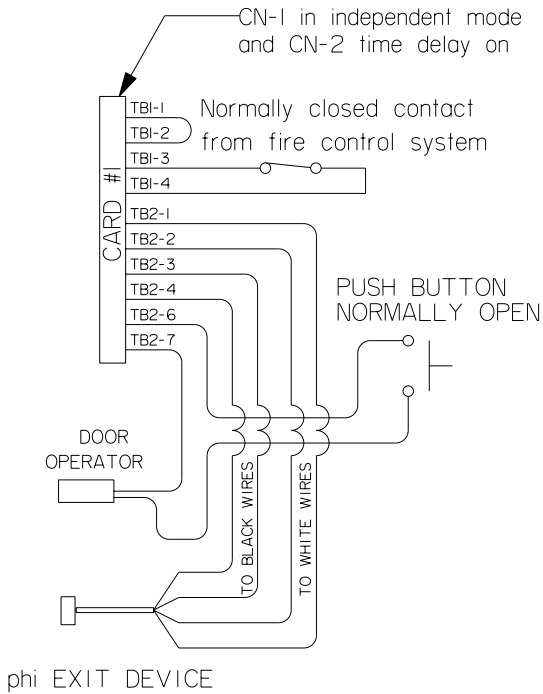 CN-1 in independent mode
and CN-2 time delay on
TB1-1
Normally closed contact
TB1-2
from fire control system
TB1-3
TB1-4
CARD #1
TB2-1
TB2-2
TB2-3
TB2-4
TB2-6
TB2-7
PUSH BUTTON
NORMALLY OPEN
DOOR
OPERATOR
TO BLACK WIRES
TO WHITE WIRES
phi EXIT DEVICE